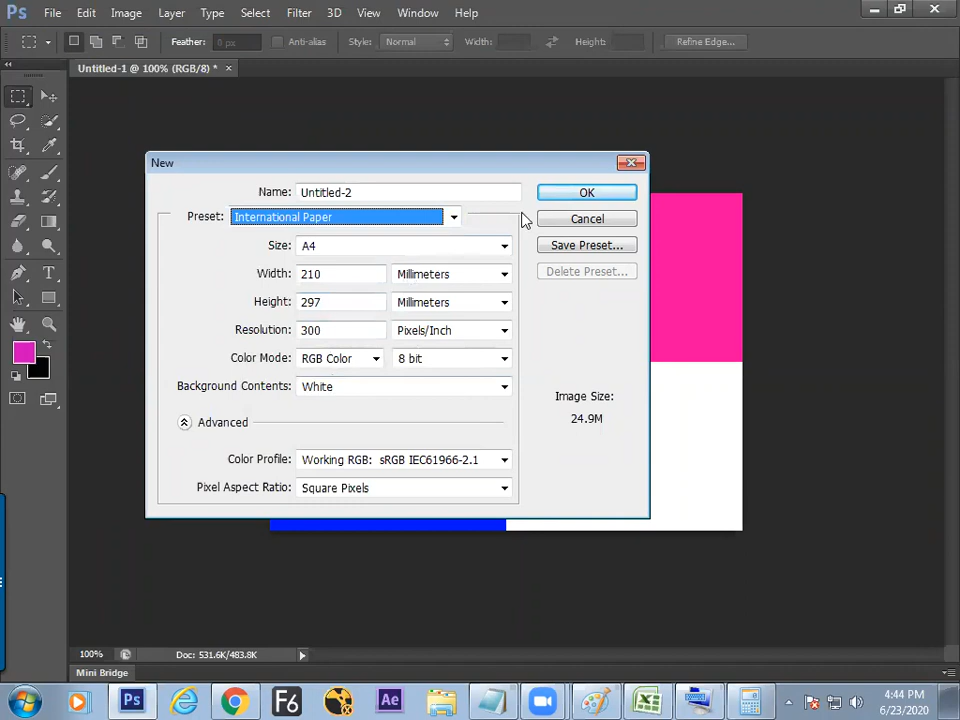 Ps File Edit Image Layer Type Select Filter 3D View Window Help
Feather: 0 px Anti-alias Style: Normal Width: Height: Refine Edge...
Untitled-1 @ 100% (RGB/8) * ×
New
Name: Untitled-2 OK
Preset: International Paper Cancel
Size: A4 Save Preset...
Width: 210 Millimeters Delete Preset...
Height: 297 Millimeters
Resolution: 300 Pixels/Inch
Color Mode: RGB Color 8 bit
Background Contents: White Image Size:
24.9M
Advanced
Color Profile: Working RGB: sRGB IEC61966-2.1
Pixel Aspect Ratio: Square Pixels
100% Doc: 531.6K/483.8K
Mini Bridge
Ps F6 Ae 4:44 PM
6/23/2020